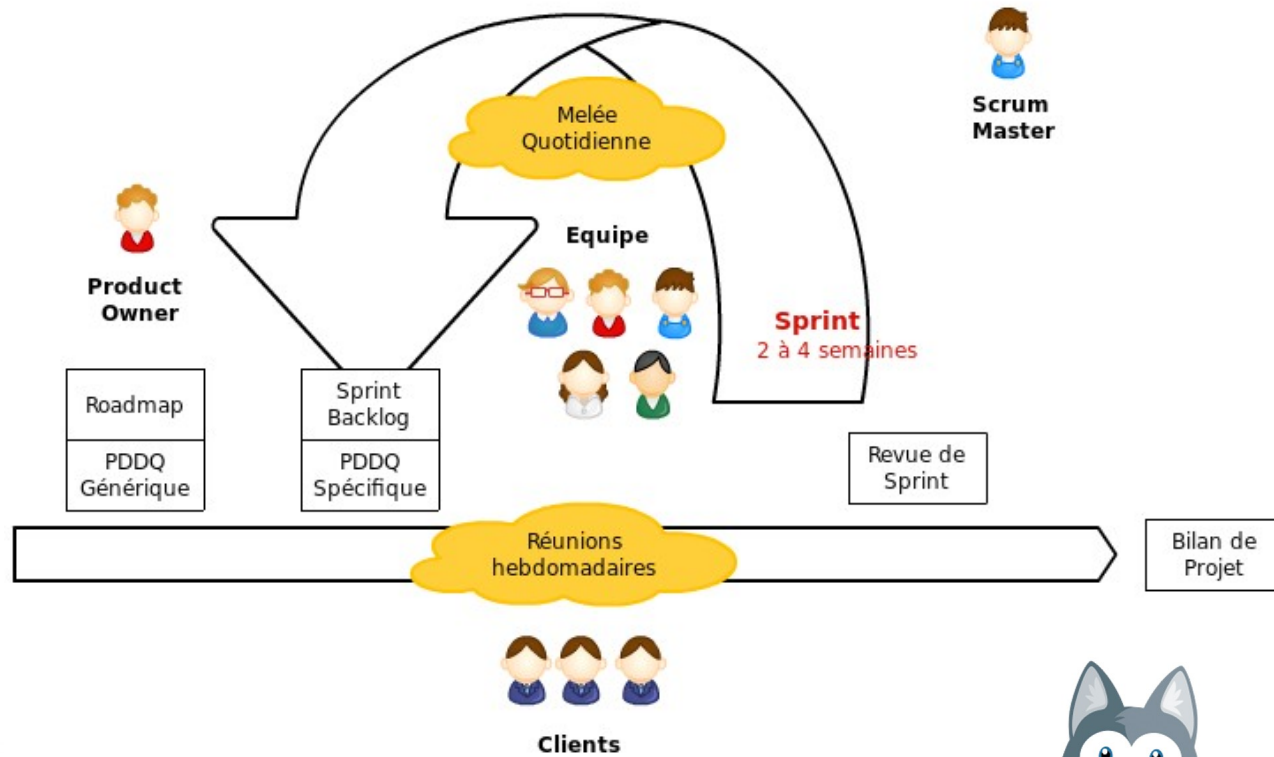 Melée
Quotidienne
Scrum
Master
Equipe
Product
Owner
Sprint
2 à 4 semaines
Roadmap
PDDQ
Générique
Sprint
Backlog
PDDQ
Spécifique
Revue de
Sprint
Réunions
hebdomadaires
Bilan de
Projet
Clients